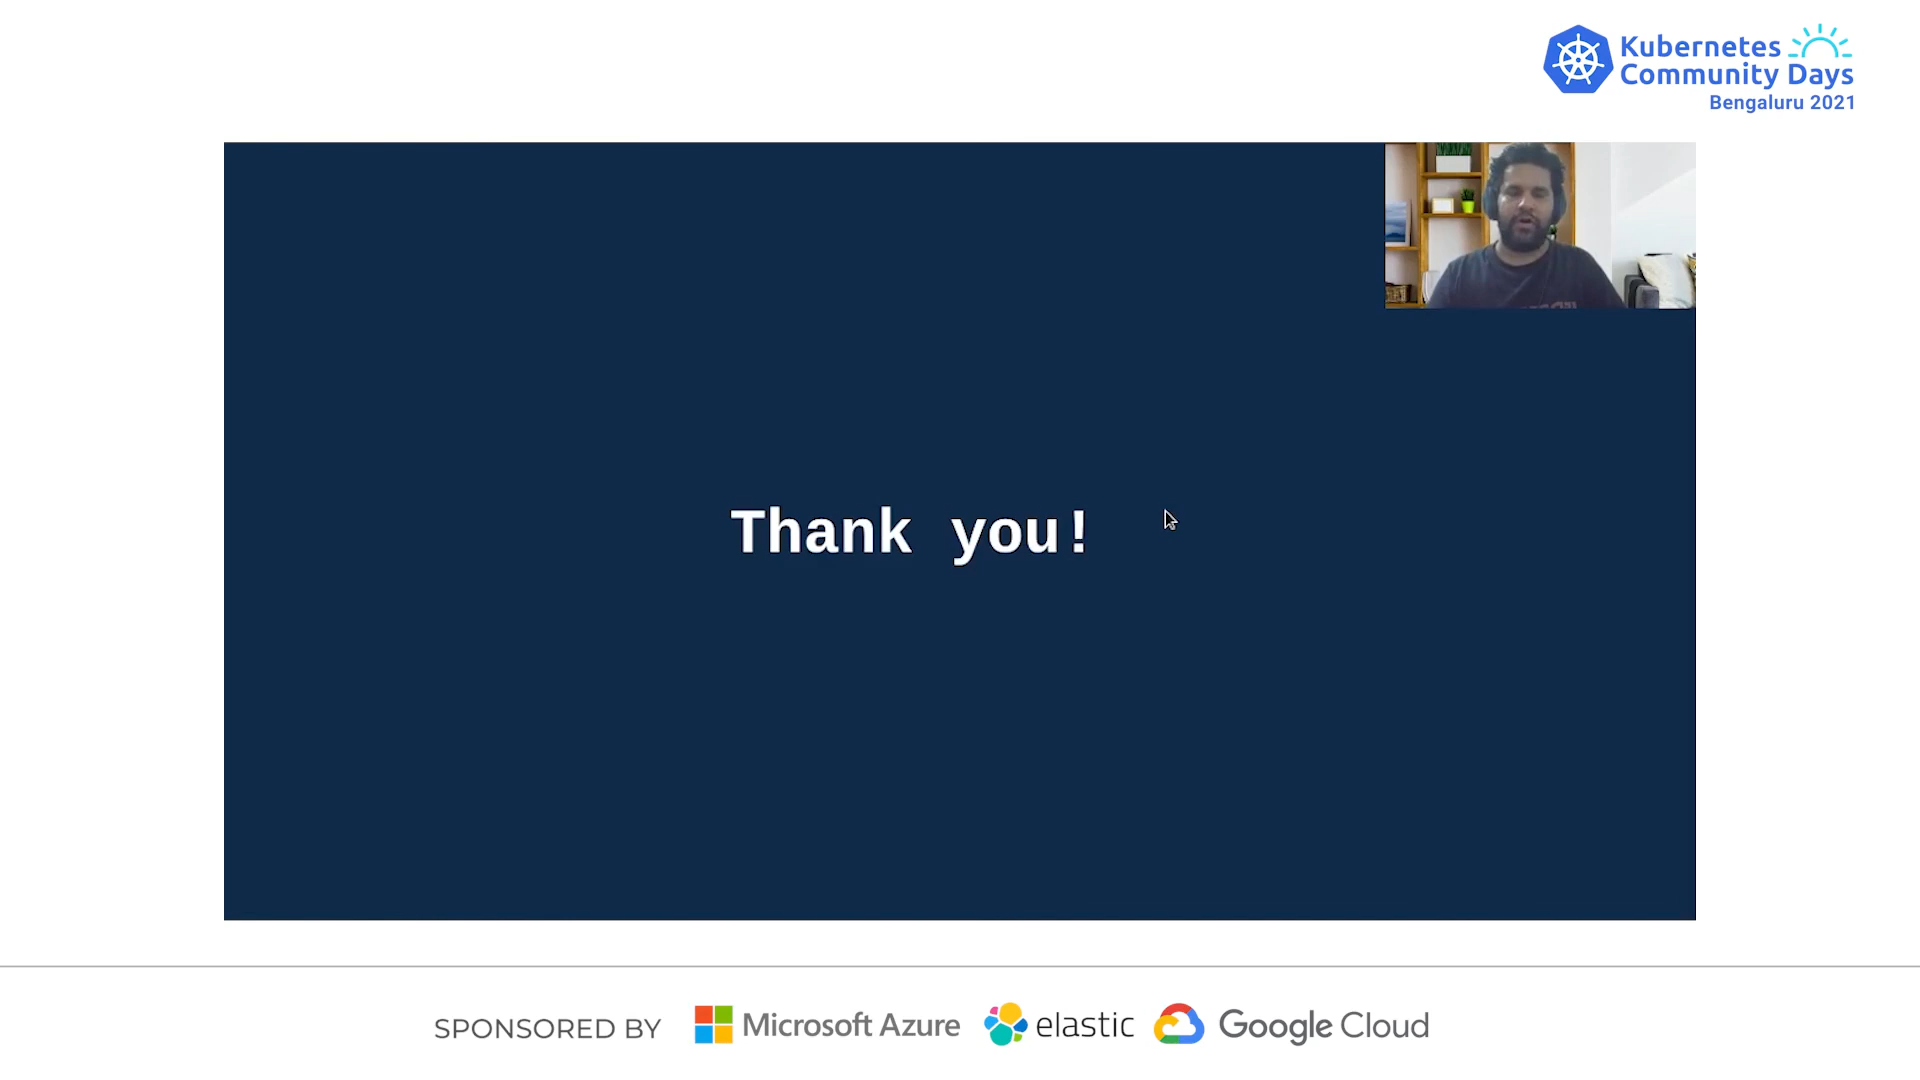 Kubernetes
Community Days
Bengaluru 2021
Thank you!
SPONSORED BY
Microsoft Azure
elastic
Google Cloud